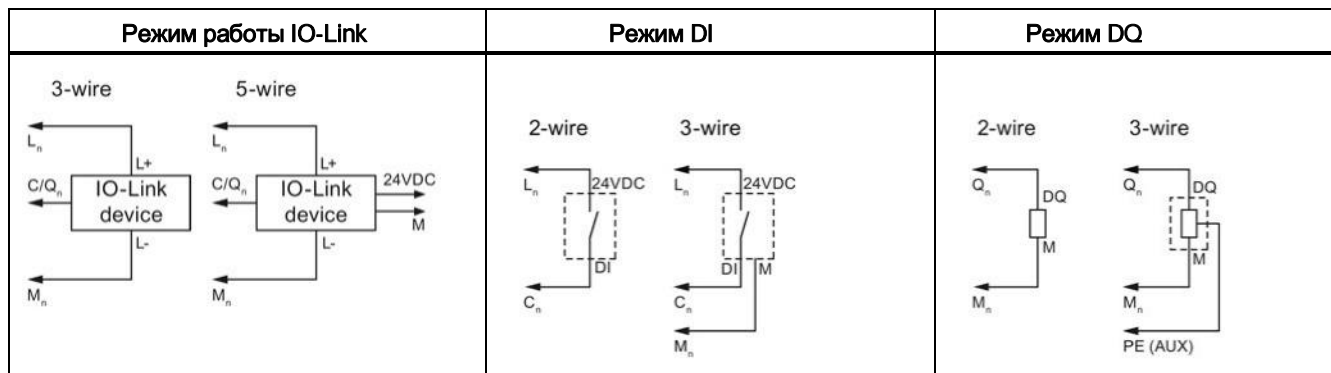 Режим работы IO-Link
Режим DI
Режим DQ
3-wire
5-wire
Lₙ
L+
C/Qₙ
IO-Link
device
L-
Mₙ
Lₙ
L+
C/Qₙ
IO-Link
device
24VDC
M
L-
Mₙ
2-wire
3-wire
Lₙ
24VDC
DI
Cₙ
Lₙ
24VDC
DI
M
Cₙ
Mₙ
2-wire
3-wire
Qₙ
DQ
M
Mₙ
Qₙ
DQ
M
Mₙ
PE (AUX)